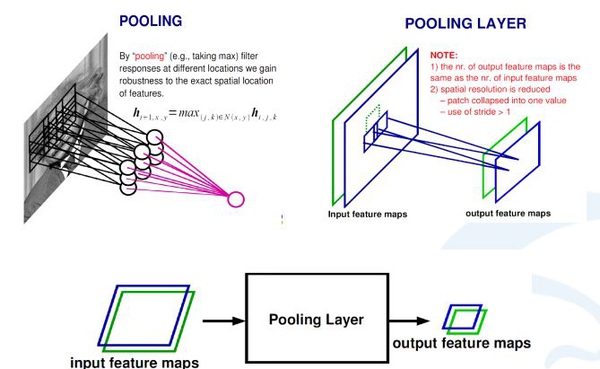 POOLING
By "pooling" (e.g., taking max) filter
responses at different locations we gain
robustness to the exact spatial location
of features.
h_{i+1,x,y} = max_{(j,k)∈N(x,y)} h_{i,j,k}
POOLING LAYER
NOTE:
1) the nr. of output feature maps is the
same as the nr. of input feature maps
2) spatial resolution is reduced
– patch collapsed into one value
– use of stride > 1
Input feature maps
output feature maps
Pooling Layer
input feature maps
output feature maps